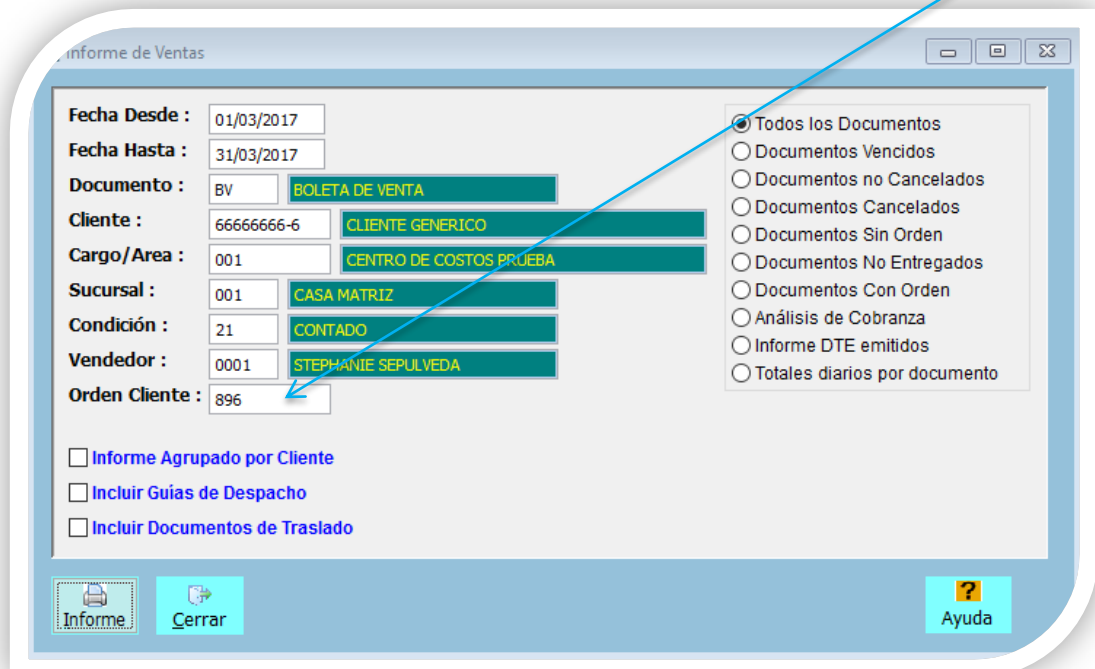 Informe de Ventas
Fecha Desde : 01/03/2017
Fecha Hasta : 31/03/2017
Documento : BV BOLETA DE VENTA
Cliente : 66666666-6 CLIENTE GENERICO
Cargo/Area : 001 CENTRO DE COSTOS PRUEBA
Sucursal : 001 CASA MATRIZ
Condición : 21 CONTADO
Vendedor : 0001 STEPHANIE SEPULVEDA
Orden Cliente : 896
Todos los Documentos
Documentos Vencidos
Documentos no Cancelados
Documentos Cancelados
Documentos Sin Orden
Documentos No Entregados
Documentos Con Orden
Análisis de Cobranza
Informe DTE emitidos
Totales diarios por documento
Informe Agrupado por Cliente
Incluir Guías de Despacho
Incluir Documentos de Traslado
Informe Cerrar ? Ayuda